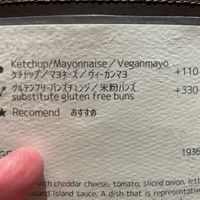 Ketchup/Mayonnaise/Veganmayo
ケチャップ/マヨネーズ/ヴィーガンマヨ +110
グルテンフリーバンズチェンジ/米粉バンズ +330
substitute gluten free buns
★ Recomend おすすめ
1936
with cheddar cheese, tomato, sliced onion,
sand Island sauce. A dish that is representati